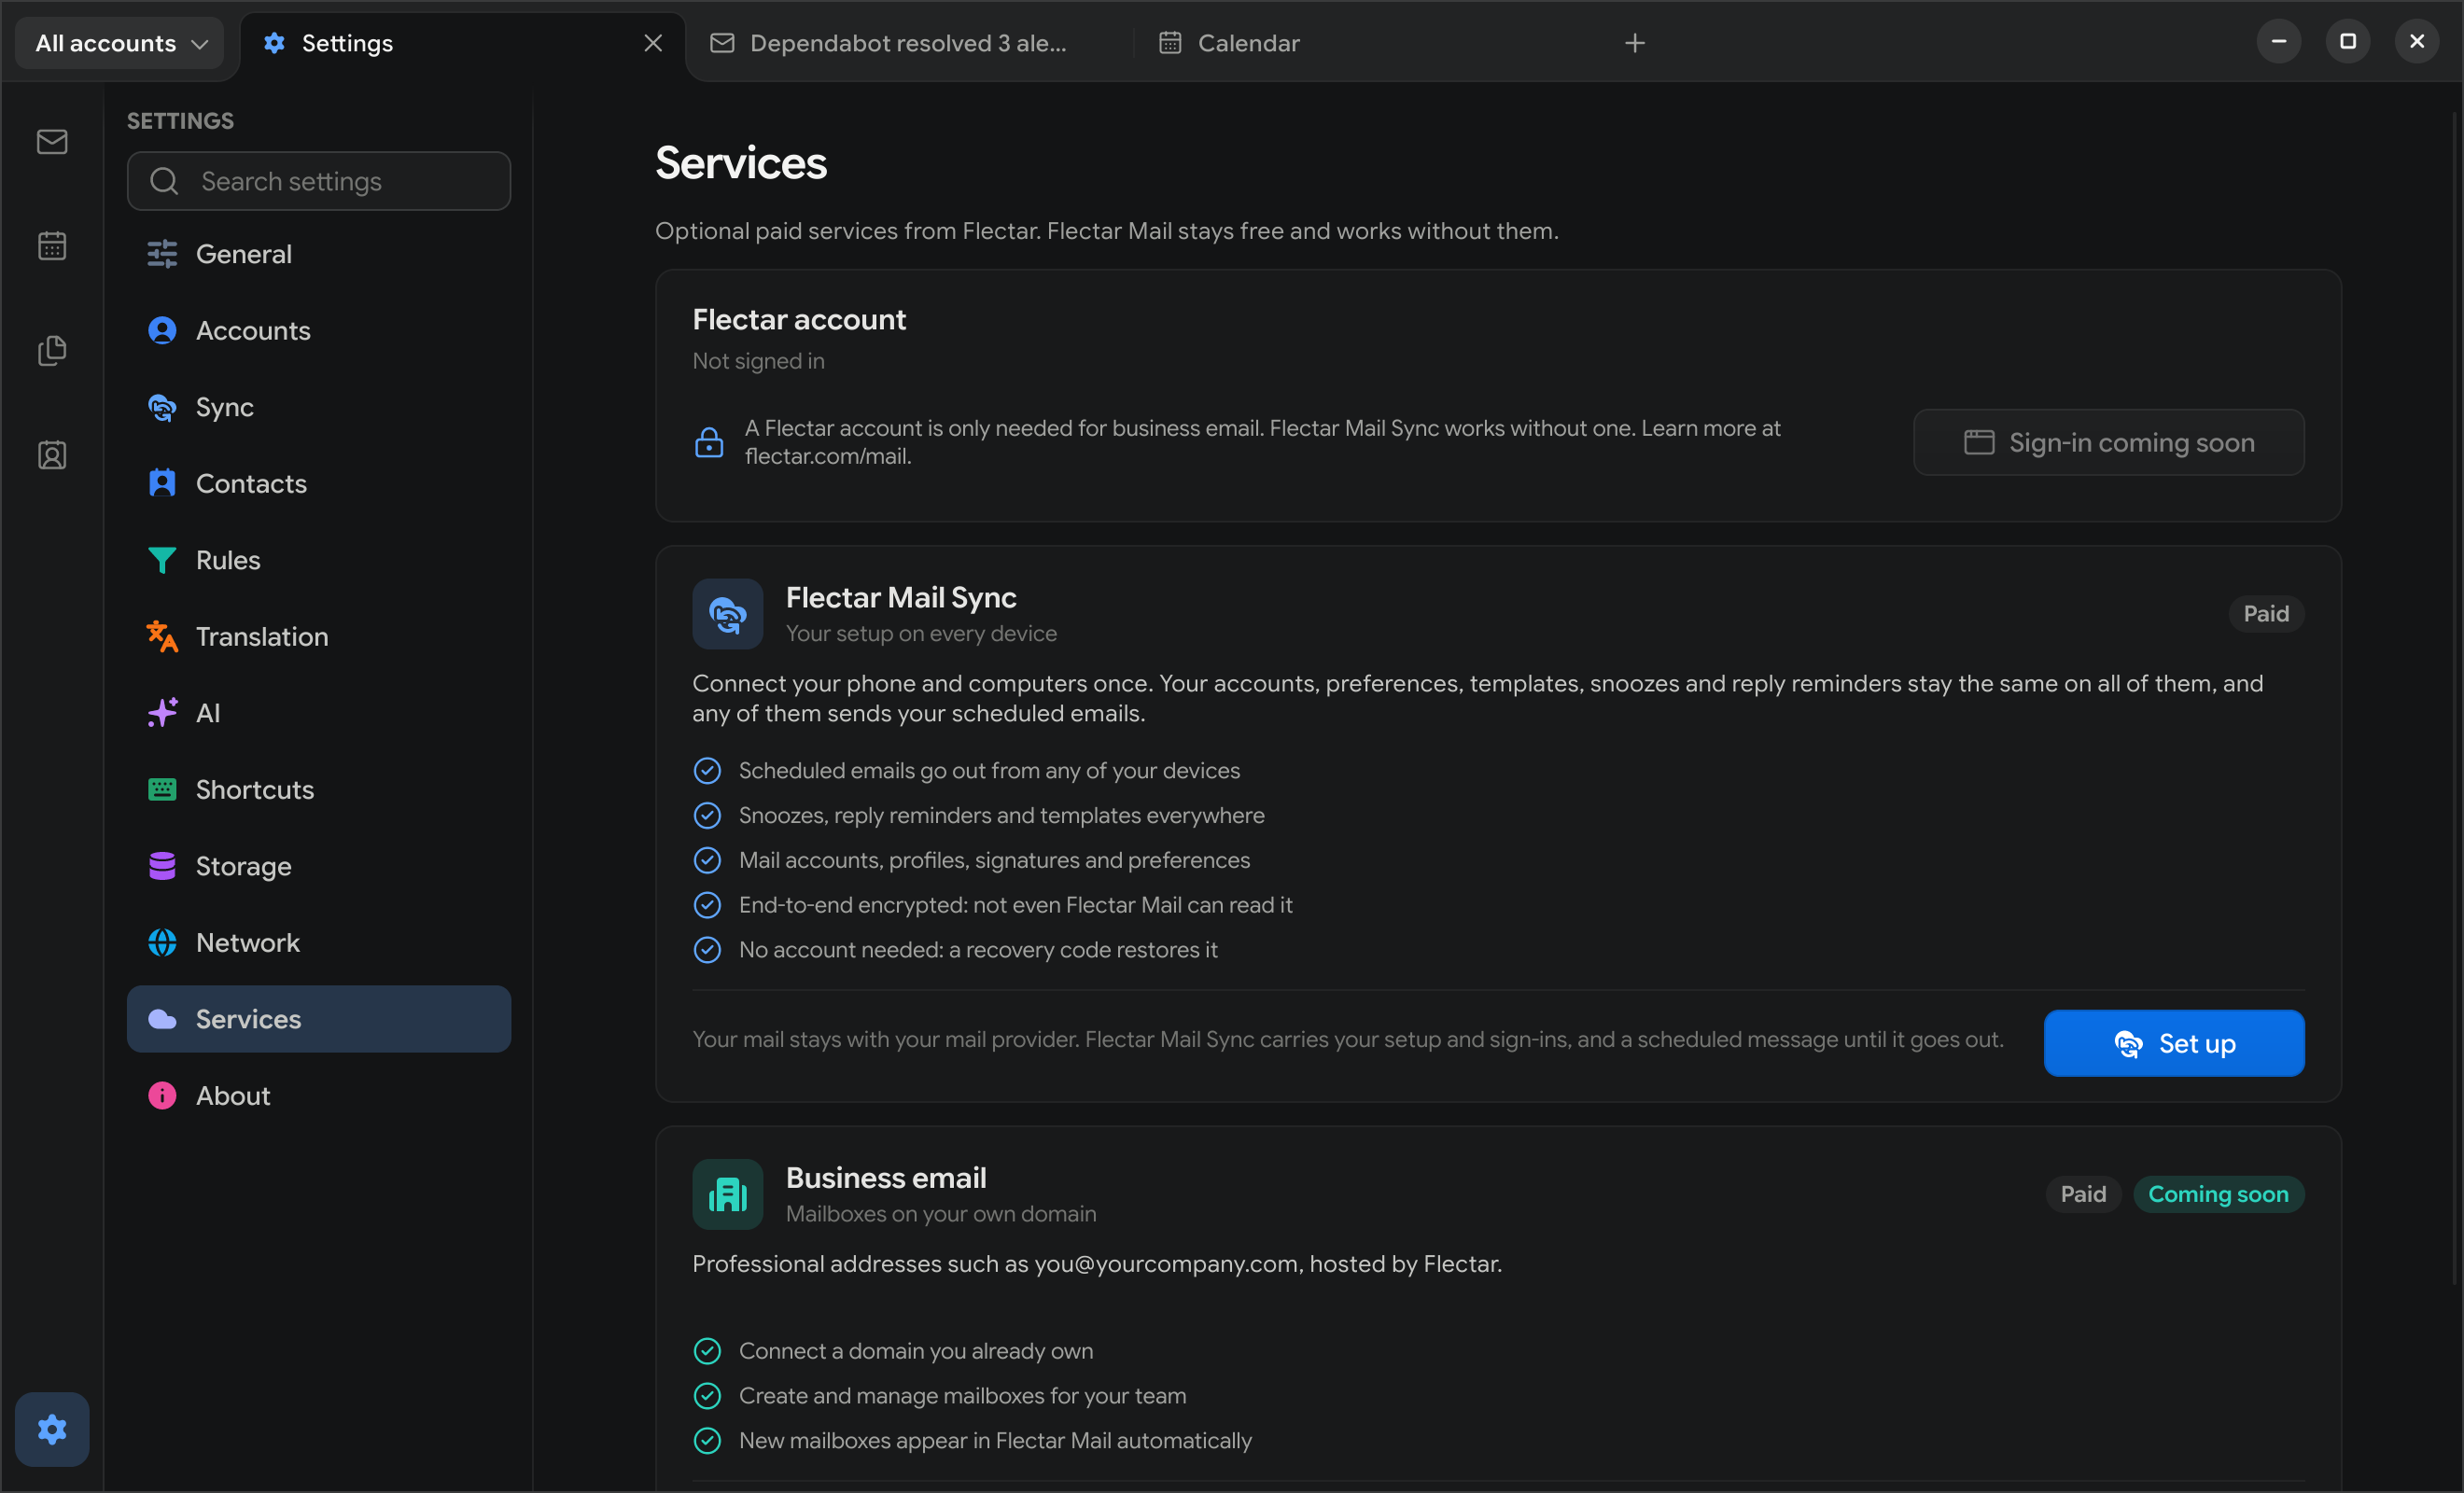 All accounts
Settings
Dependabot resolved 3 ale...
Calendar
SETTINGS
Search settings
General
Accounts
Sync
Contacts
Rules
Translation
AI
Shortcuts
Storage
Network
Services
About
Services
Optional paid services from Flectar. Flectar Mail stays free and works without them.
Flectar account
Not signed in
A Flectar account is only needed for business email. Flectar Mail Sync works without one. Learn more at
flectar.com/mail.
Sign-in coming soon
Flectar Mail Sync
Your setup on every device
Paid
Connect your phone and computers once. Your accounts, preferences, templates, snoozes and reply reminders stay the same on all of them, and
any of them sends your scheduled emails.
Scheduled emails go out from any of your devices
Snoozes, reply reminders and templates everywhere
Mail accounts, profiles, signatures and preferences
End-to-end encrypted: not even Flectar Mail can read it
No account needed: a recovery code restores it
Your mail stays with your mail provider. Flectar Mail Sync carries your setup and sign-ins, and a scheduled message until it goes out.
Set up
Business email
Mailboxes on your own domain
Paid
Coming soon
Professional addresses such as you@yourcompany.com, hosted by Flectar.
Connect a domain you already own
Create and manage mailboxes for your team
New mailboxes appear in Flectar Mail automatically